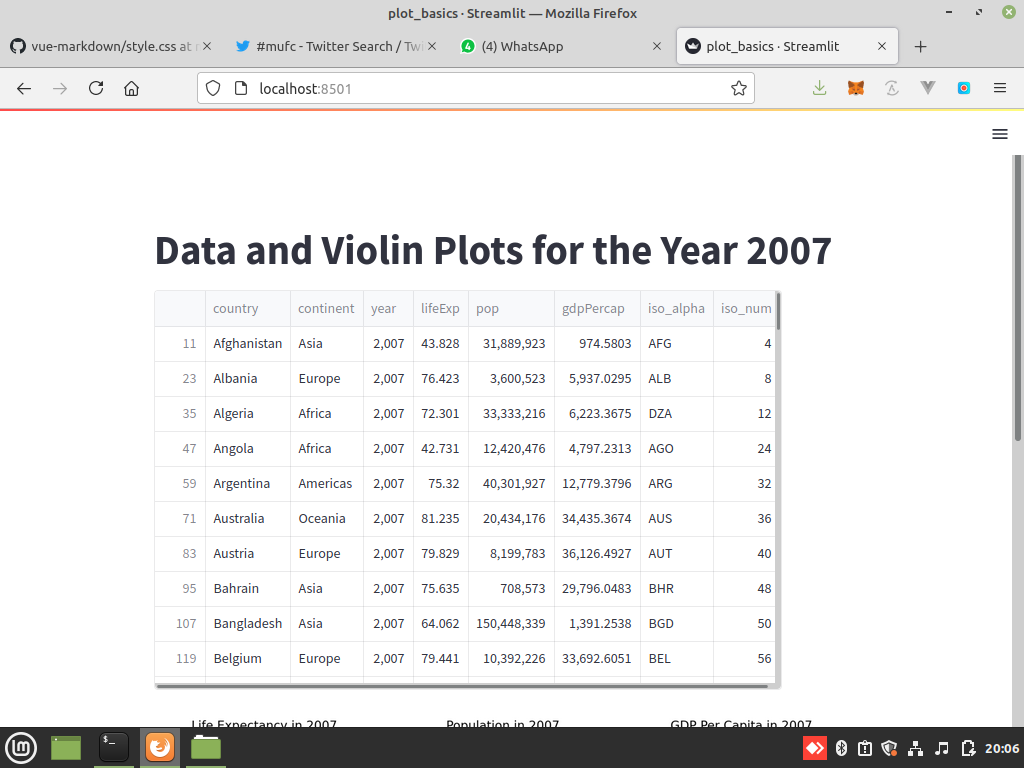 plot_basics · Streamlit — Mozilla Firefox
vue-markdown/style.css at
#mufc - Twitter Search / Tw
4 (4) WhatsApp
plot_basics · Streamlit
localhost:8501
Data and Violin Plots for the Year 2007
country continent year lifeExp pop gdpPercap iso_alpha iso_num
11 Afghanistan Asia 2,007 43.828 31,889,923 974.5803 AFG 4
23 Albania Europe 2,007 76.423 3,600,523 5,937.0295 ALB 8
35 Algeria Africa 2,007 72.301 33,333,216 6,223.3675 DZA 12
47 Angola Africa 2,007 42.731 12,420,476 4,797.2313 AGO 24
59 Argentina Americas 2,007 75.32 40,301,927 12,779.3796 ARG 32
71 Australia Oceania 2,007 81.235 20,434,176 34,435.3674 AUS 36
83 Austria Europe 2,007 79.829 8,199,783 36,126.4927 AUT 40
95 Bahrain Asia 2,007 75.635 708,573 29,796.0483 BHR 48
107 Bangladesh Asia 2,007 64.062 150,448,339 1,391.2538 BGD 50
119 Belgium Europe 2,007 79.441 10,392,226 33,692.6051 BEL 56
Life Expectancy in 2007
Population in 2007
GDP Per Capita in 2007
$_
20:06